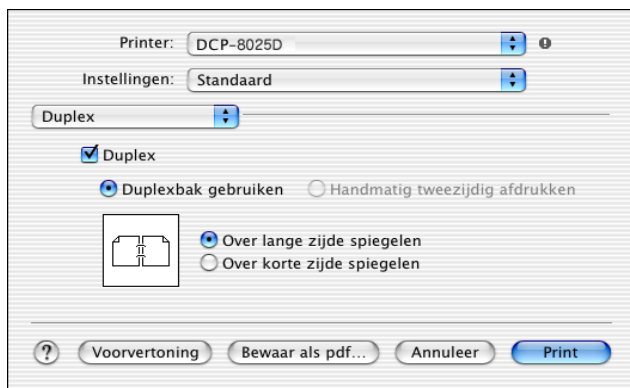 Printer: DCP-8025D
Instellingen: Standaard
Duplex
Duplex
Duplexbak gebruiken Handmatig tweezijdig afdrukken
Over lange zijde spiegelen
Over korte zijde spiegelen
? Voorvertoning Bewaar als pdf... Annuleer Print